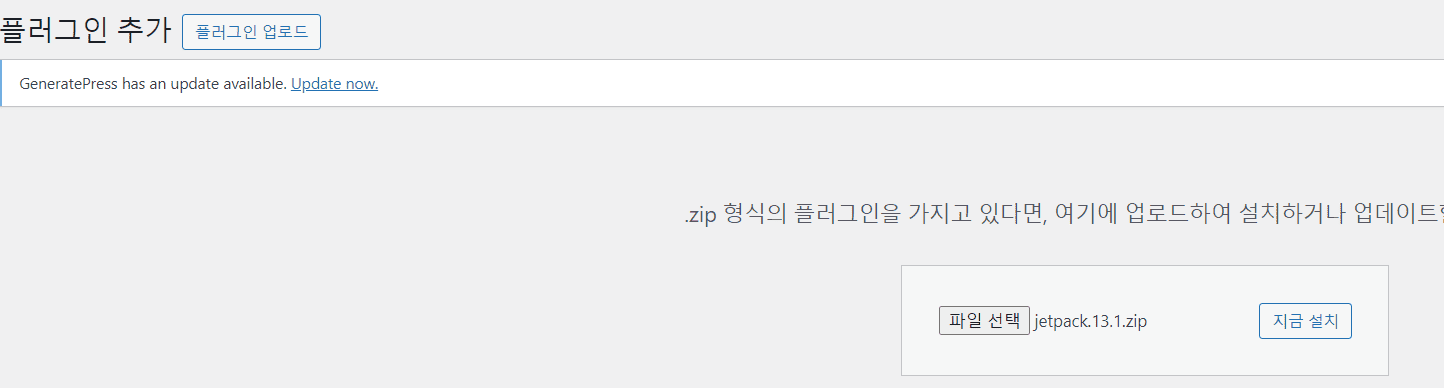 플러그인 추가 플러그인 업로드
GeneratePress has an update available. Update now.
.zip 형식의 플러그인을 가지고 있다면, 여기에 업로드하여 설치하거나 업데이트할
파일 선택 jetpack.13.1.zip 지금 설치